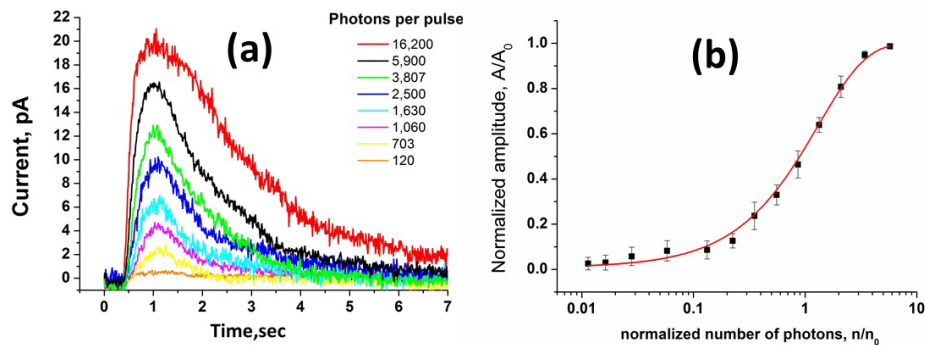 (a)
Photons per pulse
16,200
5,900
3,807
2,500
1,630
1,060
703
120
Current, pA
22
20
18
16
14
12
10
8
6
4
2
0
0 1 2 3 4 5 6 7
Time,sec
(b)
Normalized amplitude, A/A0
1.0
0.8
0.6
0.4
0.2
0.0
0.01 0.1 1 10
normalized number of photons, n/n0